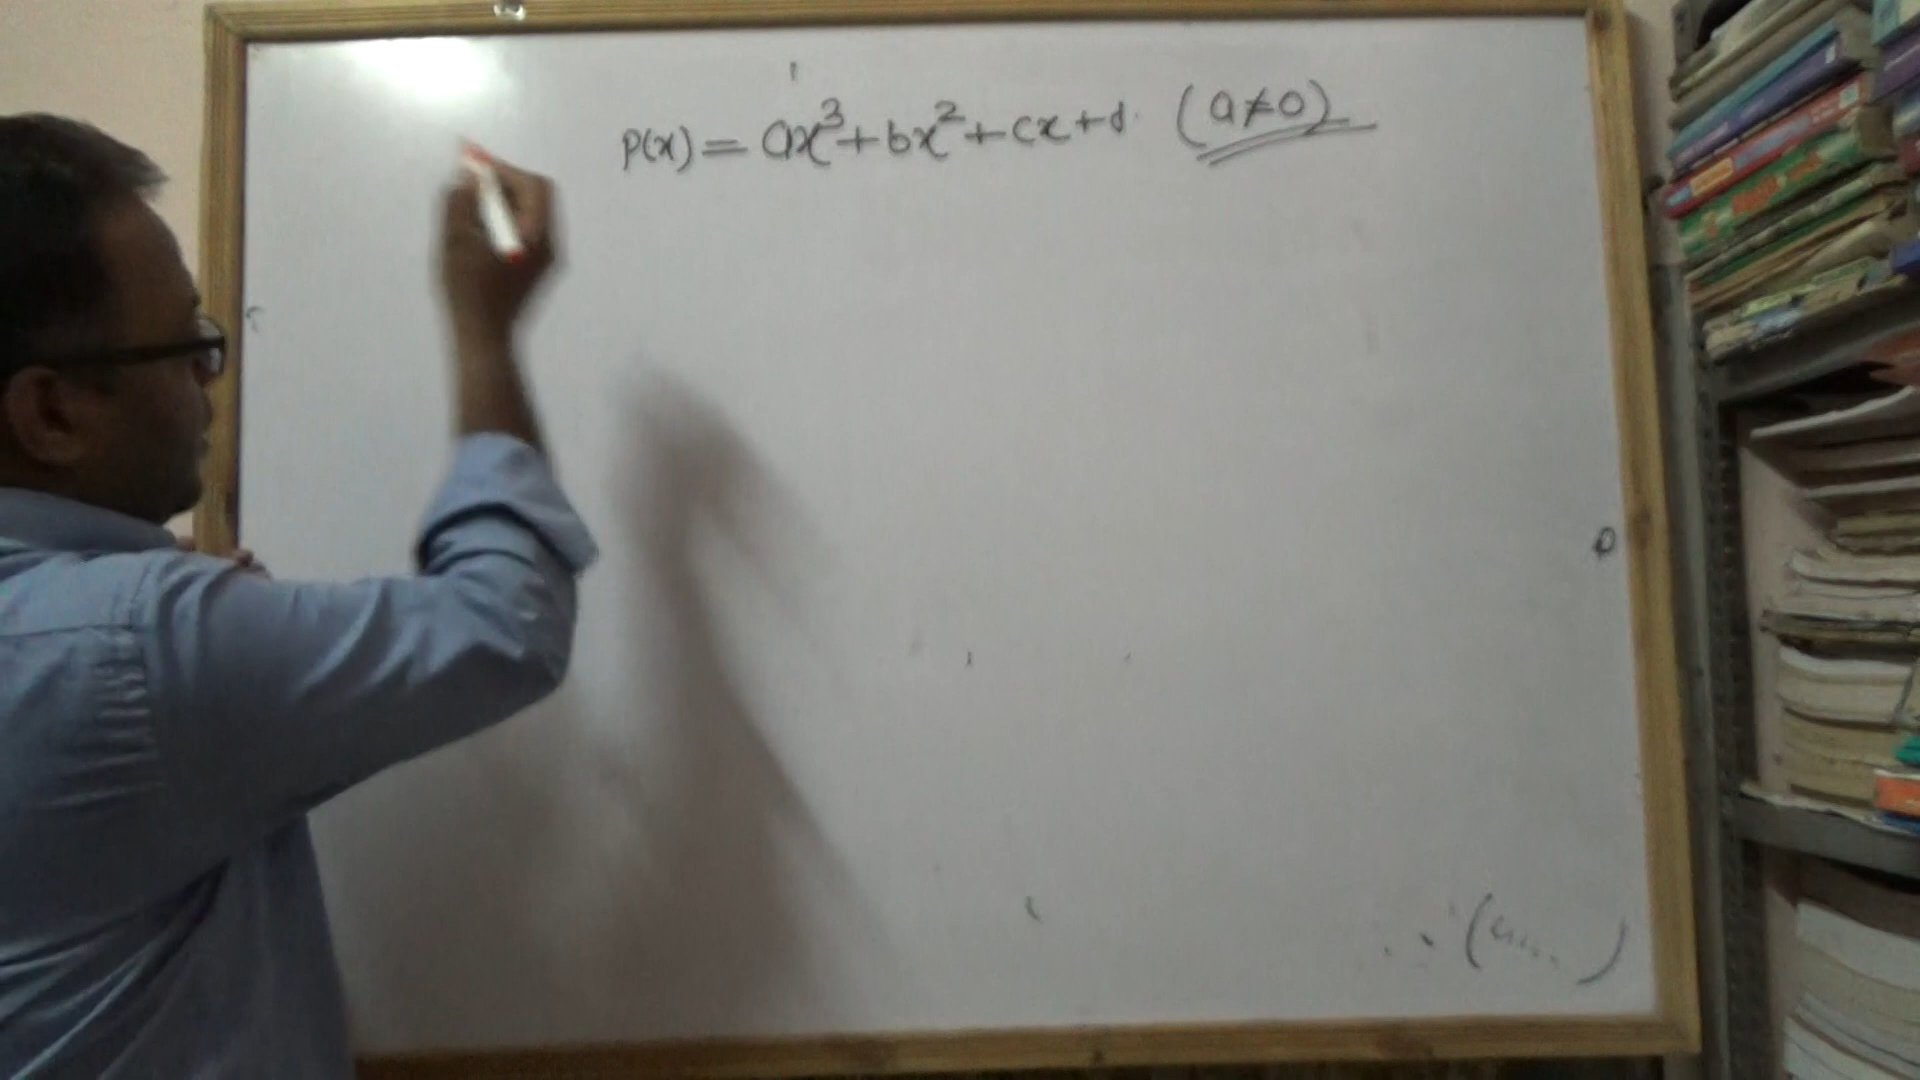 P(x) = ax³+bx²+cx+d. (a≠0)